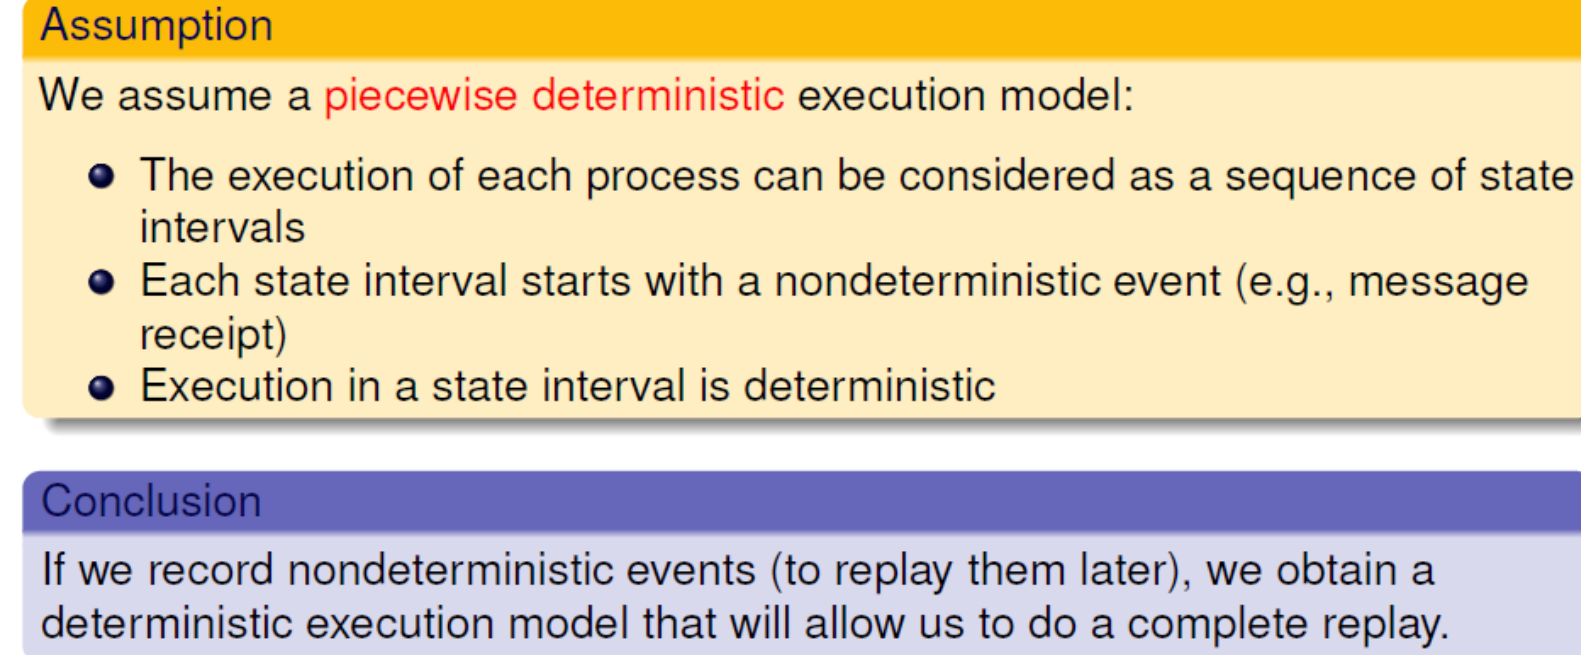 Assumption
We assume a piecewise deterministic execution model:
The execution of each process can be considered as a sequence of state
intervals
Each state interval starts with a nondeterministic event (e.g., message
receipt)
Execution in a state interval is deterministic
Conclusion
If we record nondeterministic events (to replay them later), we obtain a
deterministic execution model that will allow us to do a complete replay.